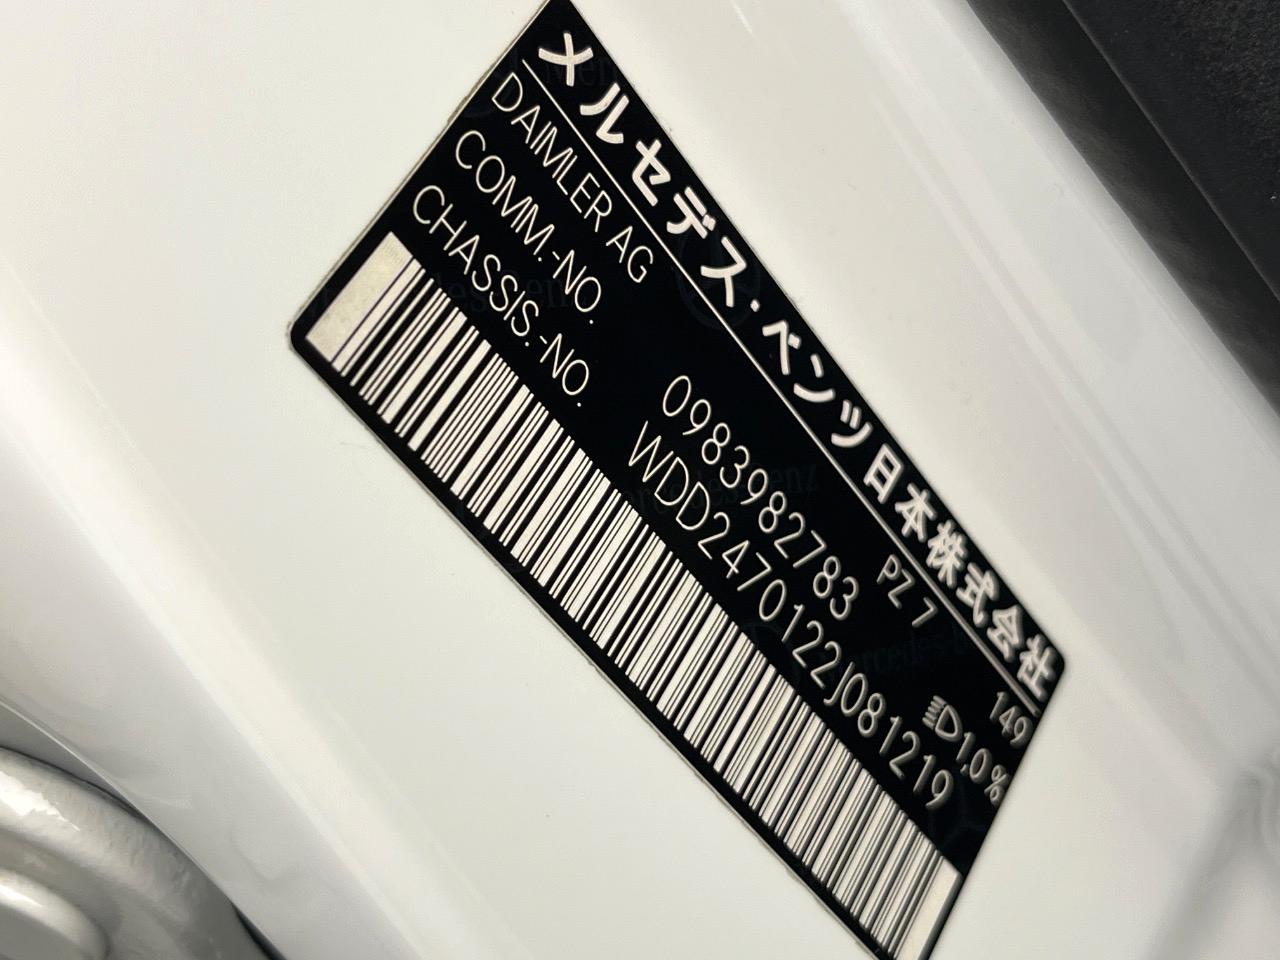 メルセデス・ベンツ日本株式会社
DAIMLER AG 149
COMM.-NO. 0983982783 PZ 7 1,0%
CHASSIS.-NO. WDD2470122J081219